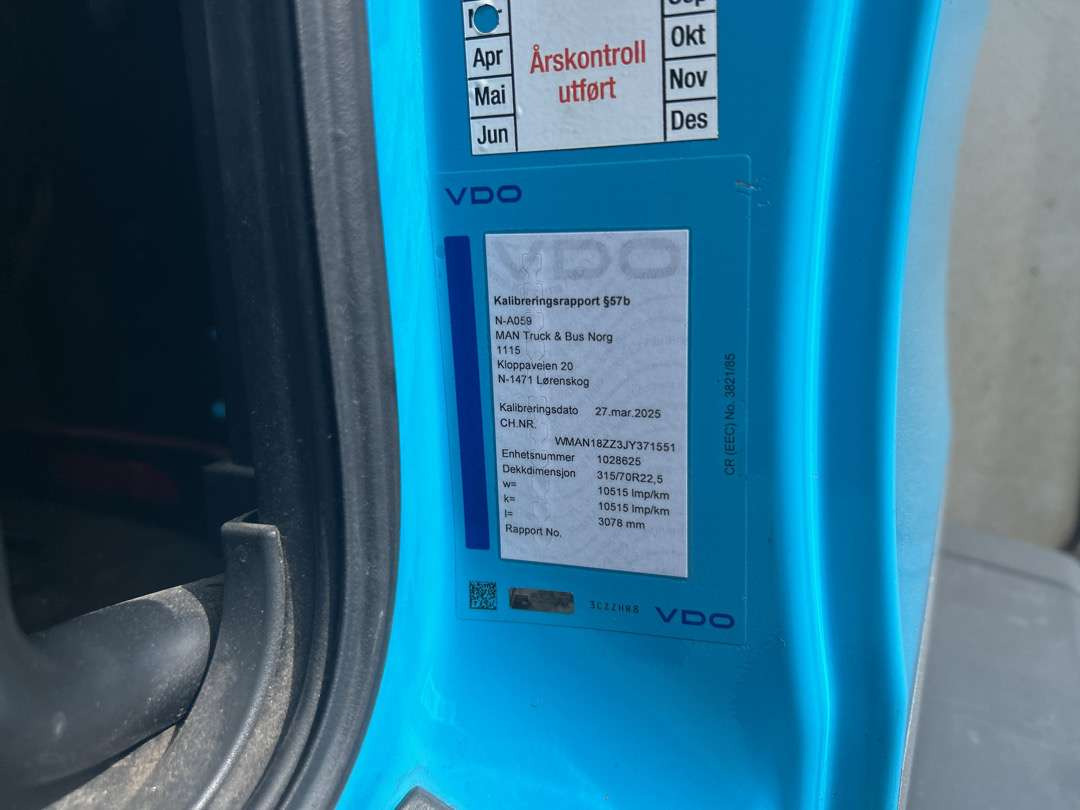 Apr
Mai
Jun
Årskontroll
utført
Sep
Okt
Nov
Des
VDO
VDO
Kalibreringsrapport §57b
N-A059
MAN Truck & Bus Norg
1115
Kloppaveien 20
N-1471 Lørenskog
Kalibreringsdato 27.mar.2025
CH.NR.
WMAN18ZZ3JY371551
Enhetsnummer 1028625
Dekkdimensjon 315/70R22,5
w= 10515 Imp/km
k= 10515 Imp/km
l= 3078 mm
Rapport No.
CR (EEC) No. 3821/85
3CZZHW8
VDO